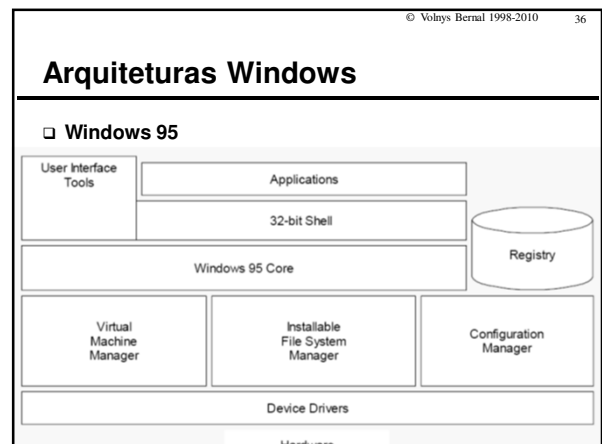 © Volnys Bernal 1998-2010 36
Arquiteturas Windows
❑ Windows 95
User Interface
Tools
Applications
32-bit Shell
Registry
Windows 95 Core
Virtual
Machine
Manager
Installable
File System
Manager
Configuration
Manager
Device Drivers
Hardware